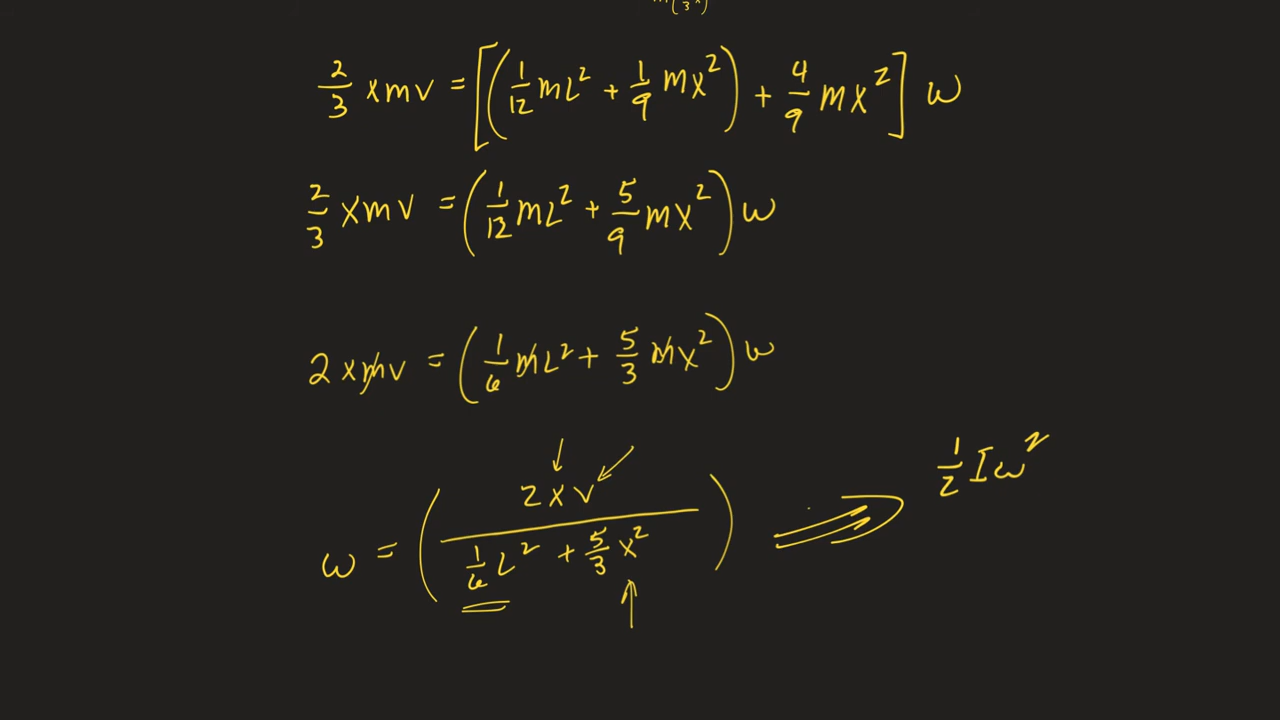 2/3 xmv = [(1/12 mL² + 1/9 mx²) + 4/9 mx²] ω
2/3 xmv = (1/12 mL² + 5/9 mx²) ω
2xmv = (1/6 mL² + 5/3 mx²) ω
ω = (2xv / (1/6 L² + 5/3 x²)) ⟹ 1/2 Iω²